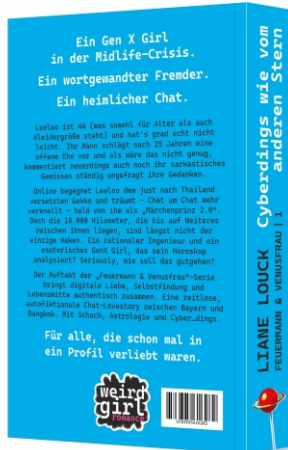 Ein Gen X Girl
in der Midlife-Crisis.
Ein wortgewandter Fremder.
Ein heimlicher Chat.
Leeloo ist 44 (was sowohl für Alter als auch
Kleidergröße steht) und hat's grad echt nicht
leicht. Ihr Mann schlägt nach 25 Jahren eine
offene Ehe vor und als wäre das nicht genug,
kommentiert neuerdings auch noch ihr sarkastisches
Gewissen ständig ungefragt ihre Gedanken.
Online begegnet Leeloo dem just nach Thailand
versetzten Gekko und träumt – Chat um Chat mehr
verknallt – bald von ihm als „Märchenprinz 2.0“.
Doch die 10.000 Kilometer, die bis auf Weiteres
zwischen ihnen liegen, sind längst nicht der
einzige Haken. Ein rationaler Ingenieur und ein
esoterisches GenX Girl, das sein Horoskop
analysiert? Seriously, wie soll das gutgehen?
Der Auftakt der „Feuermann & Venusfrau“-Serie
bringt digitale Liebe, Selbstfindung und
Lebensmitte authentisch zusammen. Eine zeitlose,
autofiktionale Chat-Lovestory zwischen Bayern und
Bangkok. Mit Schach, Astrologie und Cyber…dings.
Für alle, die schon mal in
ein Profil verliebt waren.
weird
girl
romance
LIANE LOUCK Cyberdings wie vom
anderen Stern
FEUERMANN & VENUSFRAU | 1